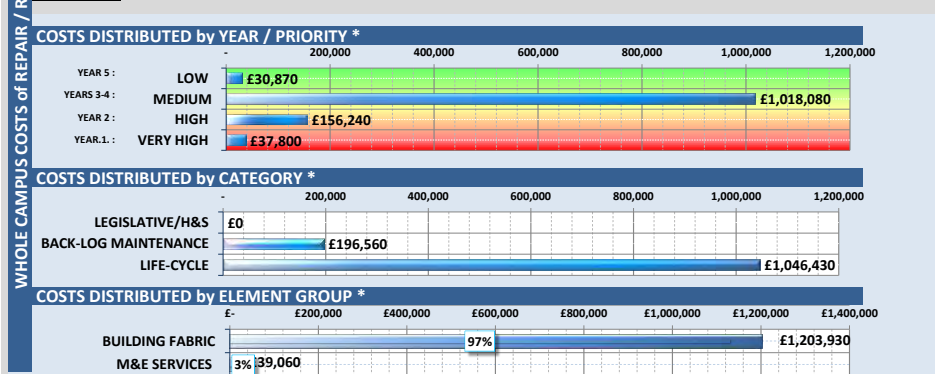 WHOLE CAMPUS COSTS of REPAIR / R
COSTS DISTRIBUTED by YEAR / PRIORITY *
- 200,000 400,000 600,000 800,000 1,000,000 1,200,000
YEAR 5 : LOW £30,870
YEARS 3-4 : MEDIUM £1,018,080
YEAR 2 : HIGH £156,240
YEAR.1. : VERY HIGH £37,800
COSTS DISTRIBUTED by CATEGORY *
- 200,000 400,000 600,000 800,000 1,000,000 1,200,000
LEGISLATIVE/H&S £0
BACK-LOG MAINTENANCE £196,560
LIFE-CYCLE £1,046,430
COSTS DISTRIBUTED by ELEMENT GROUP *
£- £200,000 £400,000 £600,000 £800,000 £1,000,000 £1,200,000 £1,400,000
BUILDING FABRIC 97% £1,203,930
M&E SERVICES 3% 39,060